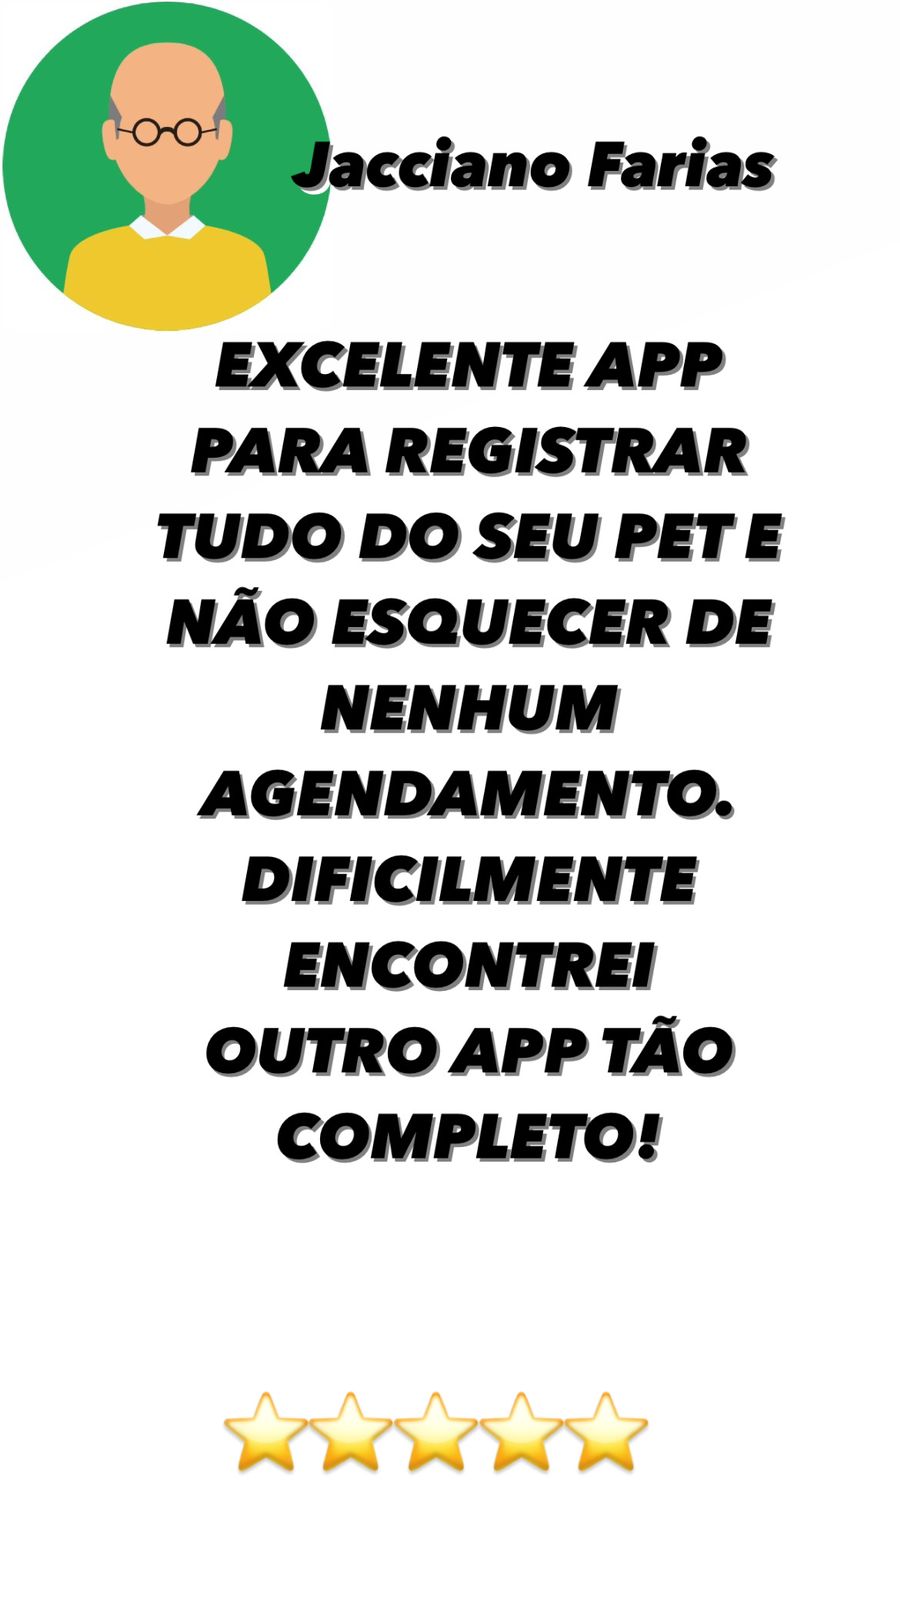 Jacciano Farias
EXCELENTE APP
PARA REGISTRAR
TUDO DO SEU PET E
NÃO ESQUECER DE
NENHUM
AGENDAMENTO.
DIFICILMENTE
ENCONTREI
OUTRO APP TÃO
COMPLETO!